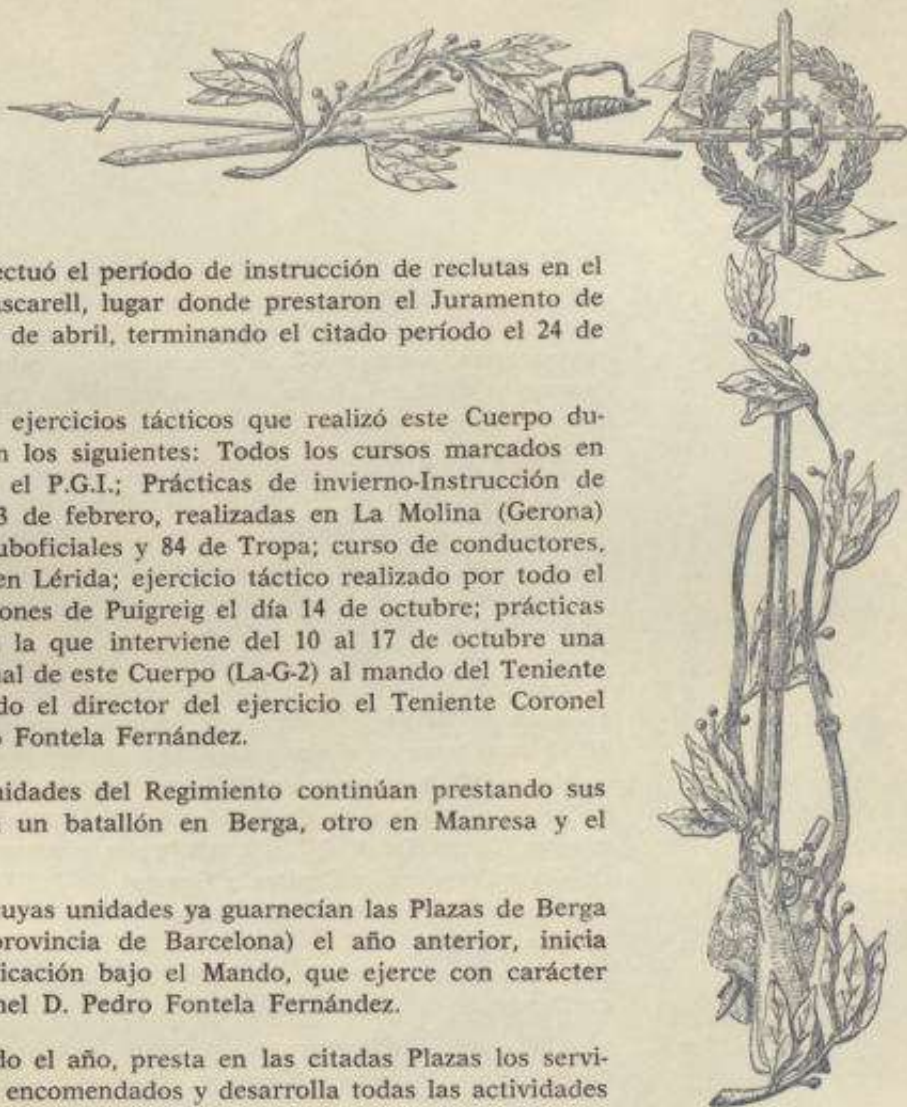 ectuó el período de instrucción de reclutas en el
scarell, lugar donde prestaron el Juramento de
de abril, terminando el citado período el 24 de
ejercicios tácticos que realizó este Cuerpo du-
n los siguientes: Todos los cursos marcados en
el P.G.I.; Prácticas de invierno-Instrucción de
3 de febrero, realizadas en La Molina (Gerona)
uboficiales y 84 de Tropa; curso de conductores,
en Lérida; ejercicio táctico realizado por todo el
ones de Puigreig el día 14 de octubre; prácticas
la que interviene del 10 al 17 de octubre una
al de este Cuerpo (La-G-2) al mando del Teniente
do el director del ejercicio el Teniente Coronel
o Fontela Fernández.
nidades del Regimiento continúan prestando sus
un batallón en Berga, otro en Manresa y el
uyas unidades ya guarnecían las Plazas de Berga
provincia de Barcelona) el año anterior, inicia
icación bajo el Mando, que ejerce con carácter
nel D. Pedro Fontela Fernández.
do el año, presta en las citadas Plazas los servi-
encomendados y desarrolla todas las actividades